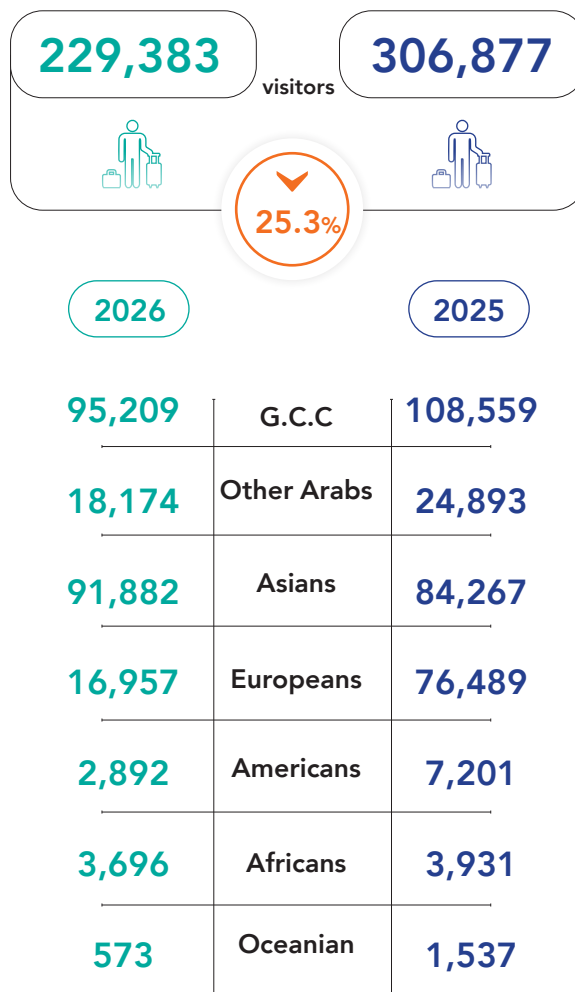 229,383
visitors
306,877
25.3%
2026
2025
95,209 G.C.C 108,559
18,174 Other Arabs 24,893
91,882 Asians 84,267
16,957 Europeans 76,489
2,892 Americans 7,201
3,696 Africans 3,931
573 Oceanian 1,537